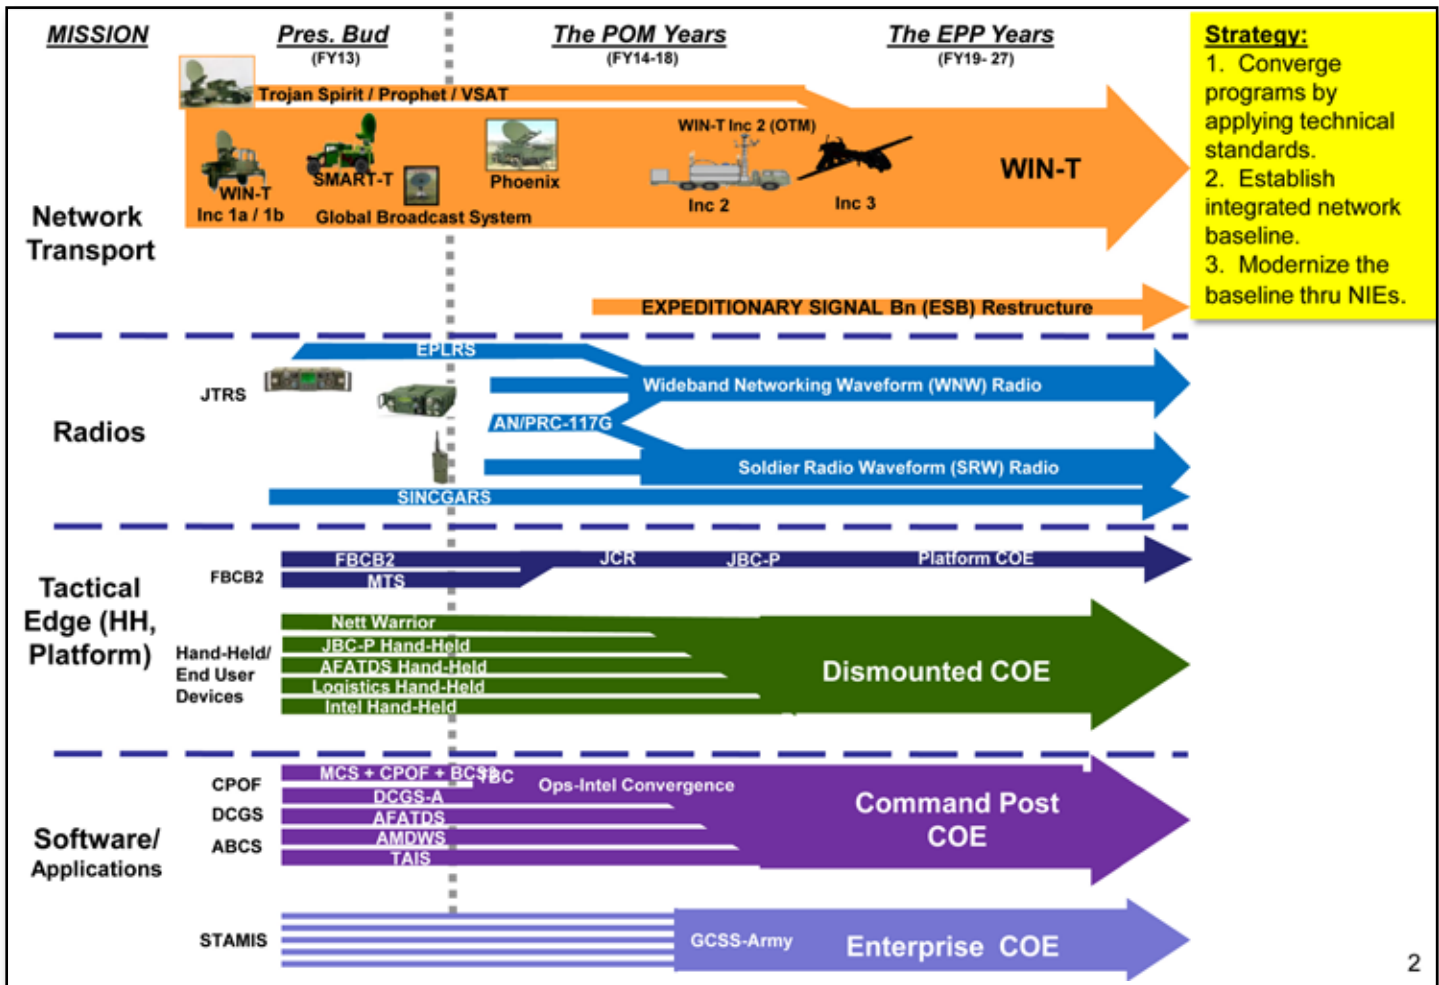 MISSION
Pres. Bud
(FY13)
The POM Years
(FY14-18)
The EPP Years
(FY19- 27)
Strategy:
1. Converge
programs by
applying technical
standards.
2. Establish
integrated network
baseline.
3. Modernize the
baseline thru NIEs.
Network
Transport
Trojan Spirit / Prophet / VSAT
WIN-T
Inc 1a / 1b
SMART-T
Global Broadcast System
Phoenix
WIN-T Inc 2 (OTM)
Inc 2
Inc 3
WIN-T
EXPEDITIONARY SIGNAL Bn (ESB) Restructure
Radios
JTRS
EPLRS
Wideband Networking Waveform (WNW) Radio
AN/PRC-117G
Soldier Radio Waveform (SRW) Radio
SINCGARS
Tactical
Edge (HH,
Platform)
FBCB2
FBCB2
MTS
JCR
JBC-P
Platform COE
Hand-Held/
End User
Devices
Nett Warrior
JBC-P Hand-Held
AFATDS Hand-Held
Logistics Hand-Held
Intel Hand-Held
Dismounted COE
Software/
Applications
CPOF
DCGS
ABCS
MCS + CPOF + BCS3
TBC
DCGS-A
AFATDS
AMDWS
TAIS
Ops-Intel Convergence
Command Post
COE
STAMIS
GCSS-Army
Enterprise COE
2